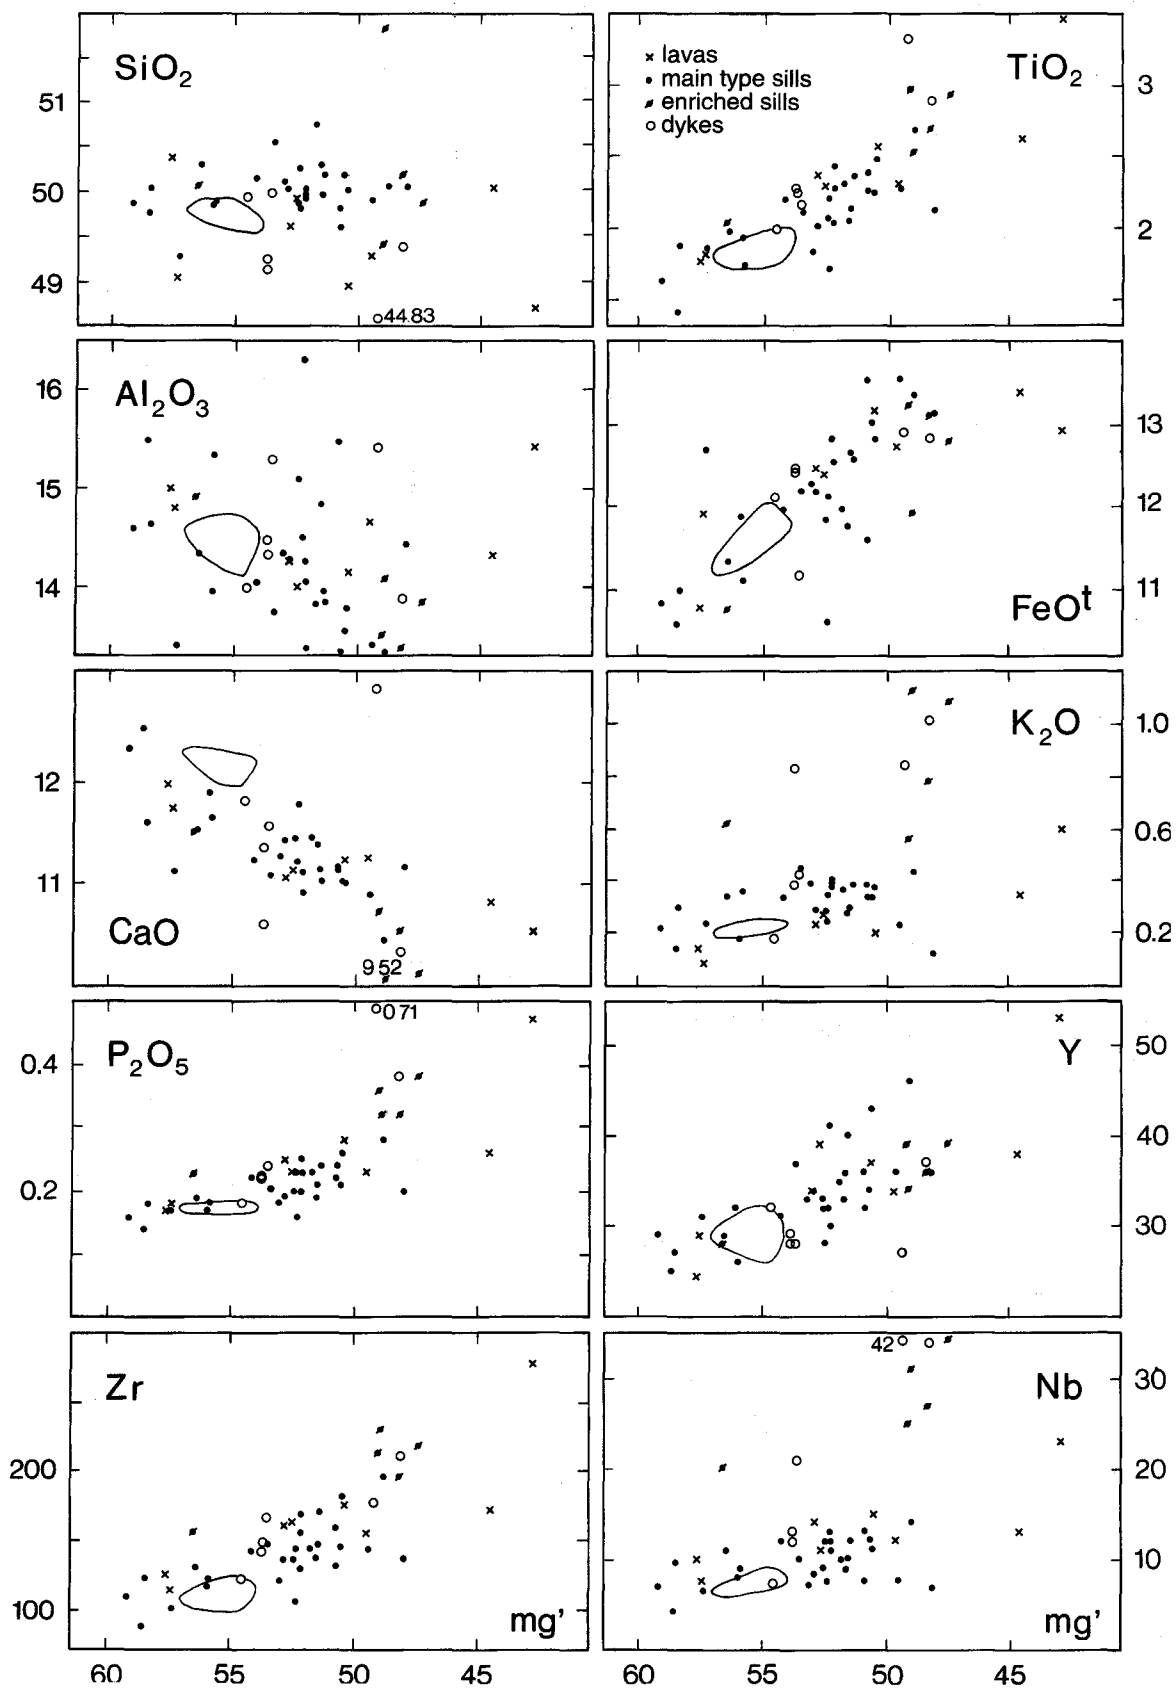 SiO2
51
50
49
44.83
× lavas
• main type sills
enriched sills
○ dykes
TiO2
3
2
Al2O3
16
15
14
13
12
11
FeOt
12
11
CaO
9.52
K2O
1.0
0.6
0.2
P2O5
0.71
0.4
0.2
Y
50
40
30
Zr
200
100
mg'
60 55 50 45
42
Nb
30
20
10
mg'
60 55 50 45